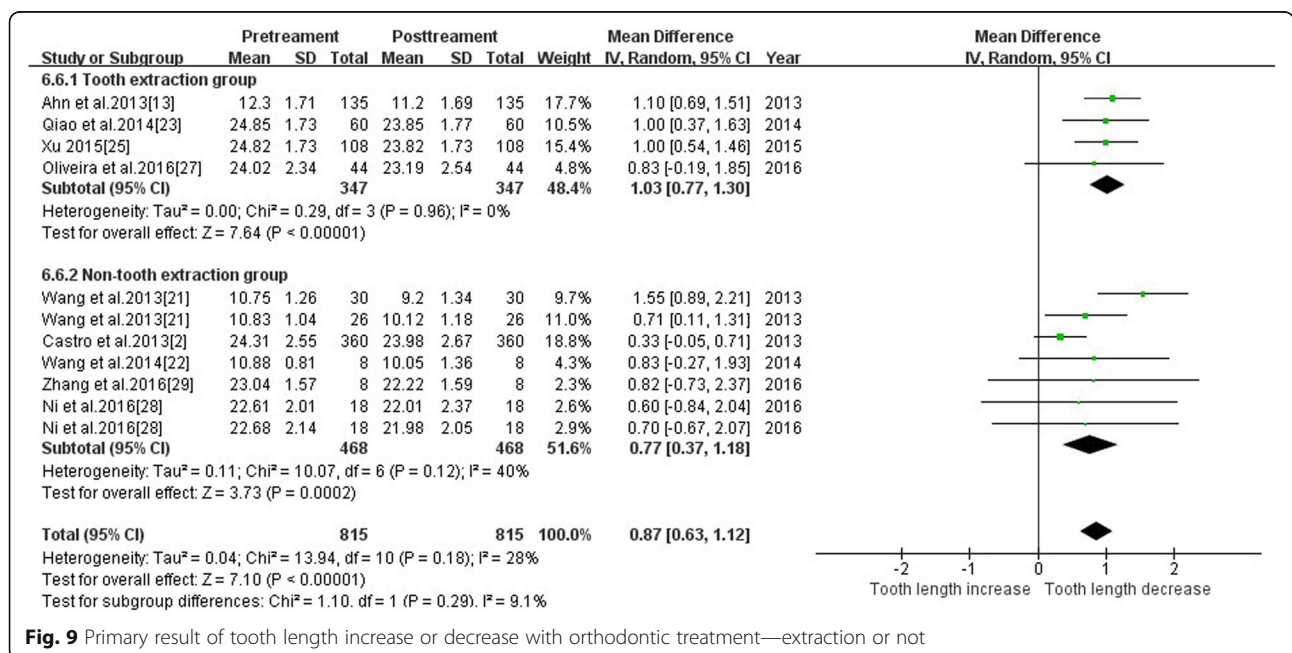 Pretreament Posttreament Mean Difference Mean Difference
Study or Subgroup Mean SD Total Mean SD Total Weight IV, Random, 95% CI Year IV, Random, 95% CI
6.6.1 Tooth extraction group
Ahn et al.2013[13] 12.3 1.71 135 11.2 1.69 135 17.7% 1.10 [0.69, 1.51] 2013
Qiao et al.2014[23] 24.85 1.73 60 23.85 1.77 60 10.5% 1.00 [0.37, 1.63] 2014
Xu 2015[25] 24.82 1.73 108 23.82 1.73 108 15.4% 1.00 [0.54, 1.46] 2015
Oliveira et al.2016[27] 24.02 2.34 44 23.19 2.54 44 4.8% 0.83 [-0.19, 1.85] 2016
Subtotal (95% CI) 347 347 48.4% 1.03 [0.77, 1.30]
Heterogeneity: Tau² = 0.00; Chi² = 0.29, df = 3 (P = 0.96); I² = 0%
Test for overall effect: Z = 7.64 (P < 0.00001)
6.6.2 Non-tooth extraction group
Wang et al.2013[21] 10.75 1.26 30 9.2 1.34 30 9.7% 1.55 [0.89, 2.21] 2013
Wang et al.2013[21] 10.83 1.04 26 10.12 1.18 26 11.0% 0.71 [0.11, 1.31] 2013
Castro et al.2013[2] 24.31 2.55 360 23.98 2.67 360 18.8% 0.33 [-0.05, 0.71] 2013
Wang et al.2014[22] 10.88 0.81 8 10.05 1.36 8 4.3% 0.83 [-0.27, 1.93] 2014
Zhang et al.2016[29] 23.04 1.57 8 22.22 1.59 8 2.3% 0.82 [-0.73, 2.37] 2016
Ni et al.2016[28] 22.61 2.01 18 22.01 2.37 18 2.6% 0.60 [-0.84, 2.04] 2016
Ni et al.2016[28] 22.68 2.14 18 21.98 2.05 18 2.9% 0.70 [-0.67, 2.07] 2016
Subtotal (95% CI) 468 468 51.6% 0.77 [0.37, 1.18]
Heterogeneity: Tau² = 0.11; Chi² = 10.07, df = 6 (P = 0.12); I² = 40%
Test for overall effect: Z = 3.73 (P = 0.0002)
Total (95% CI) 815 815 100.0% 0.87 [0.63, 1.12]
Heterogeneity: Tau² = 0.04; Chi² = 13.94, df = 10 (P = 0.18); I² = 28%
Test for overall effect: Z = 7.10 (P < 0.00001)
Test for subgroup differences: Chi² = 1.10, df = 1 (P = 0.29), I² = 9.1%
-2 -1 0 1 2
Tooth length increase Tooth length decrease
Fig. 9 Primary result of tooth length increase or decrease with orthodontic treatment—extraction or not